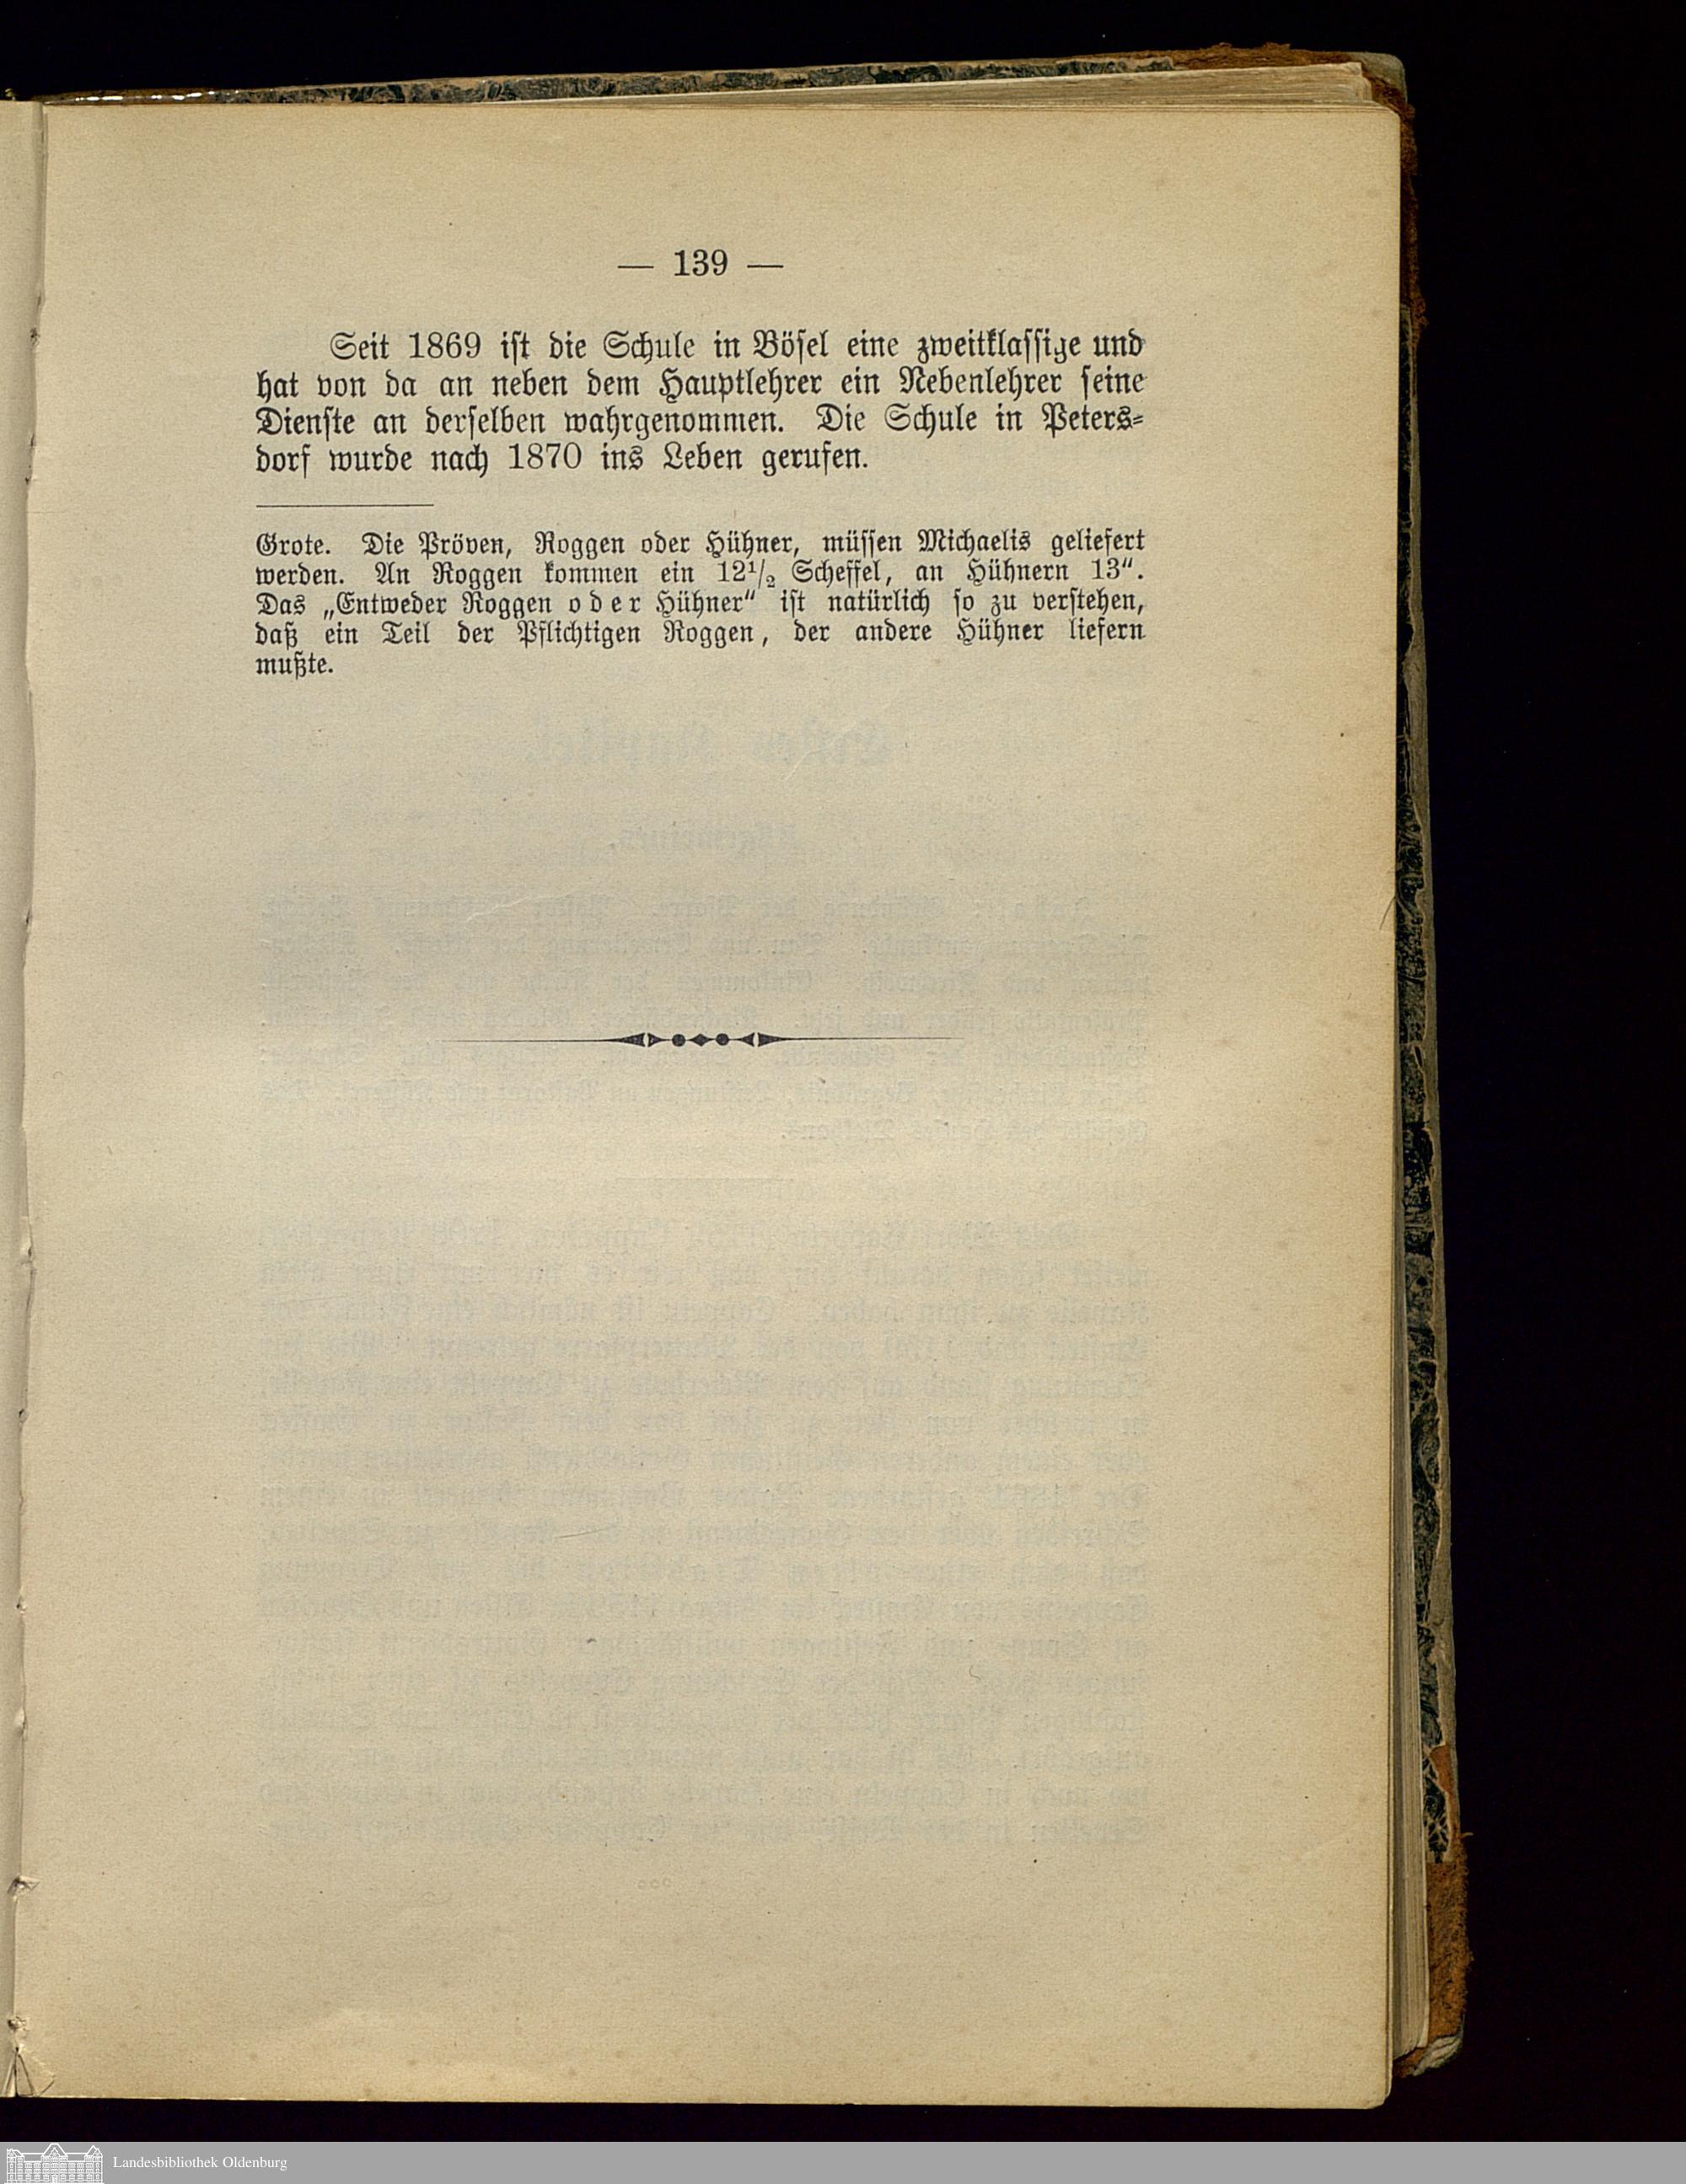 — 139 —
Seit 1869 ist die Schule in Bösel eine zweitklassige und
hat von da an neben dem Hauptlehrer ein Nebenlehrer seine
Dienste an derselben wahrgenommen. Die Schule in Peters-
dorf wurde nach 1870 ins Leben gerufen.
Grote. Die Pröven, Roggen oder Hühner, müssen Michaelis geliefert
werden. An Roggen kommen ein 12 1/2 Scheffel, an Hühnern 13“.
Das „Entweder Roggen oder Hühner“ ist natürlich so zu verstehen,
daß ein Teil der Pflichtigen Roggen, der andere Hühner liefern
mußte.
Landesbibliothek Oldenburg